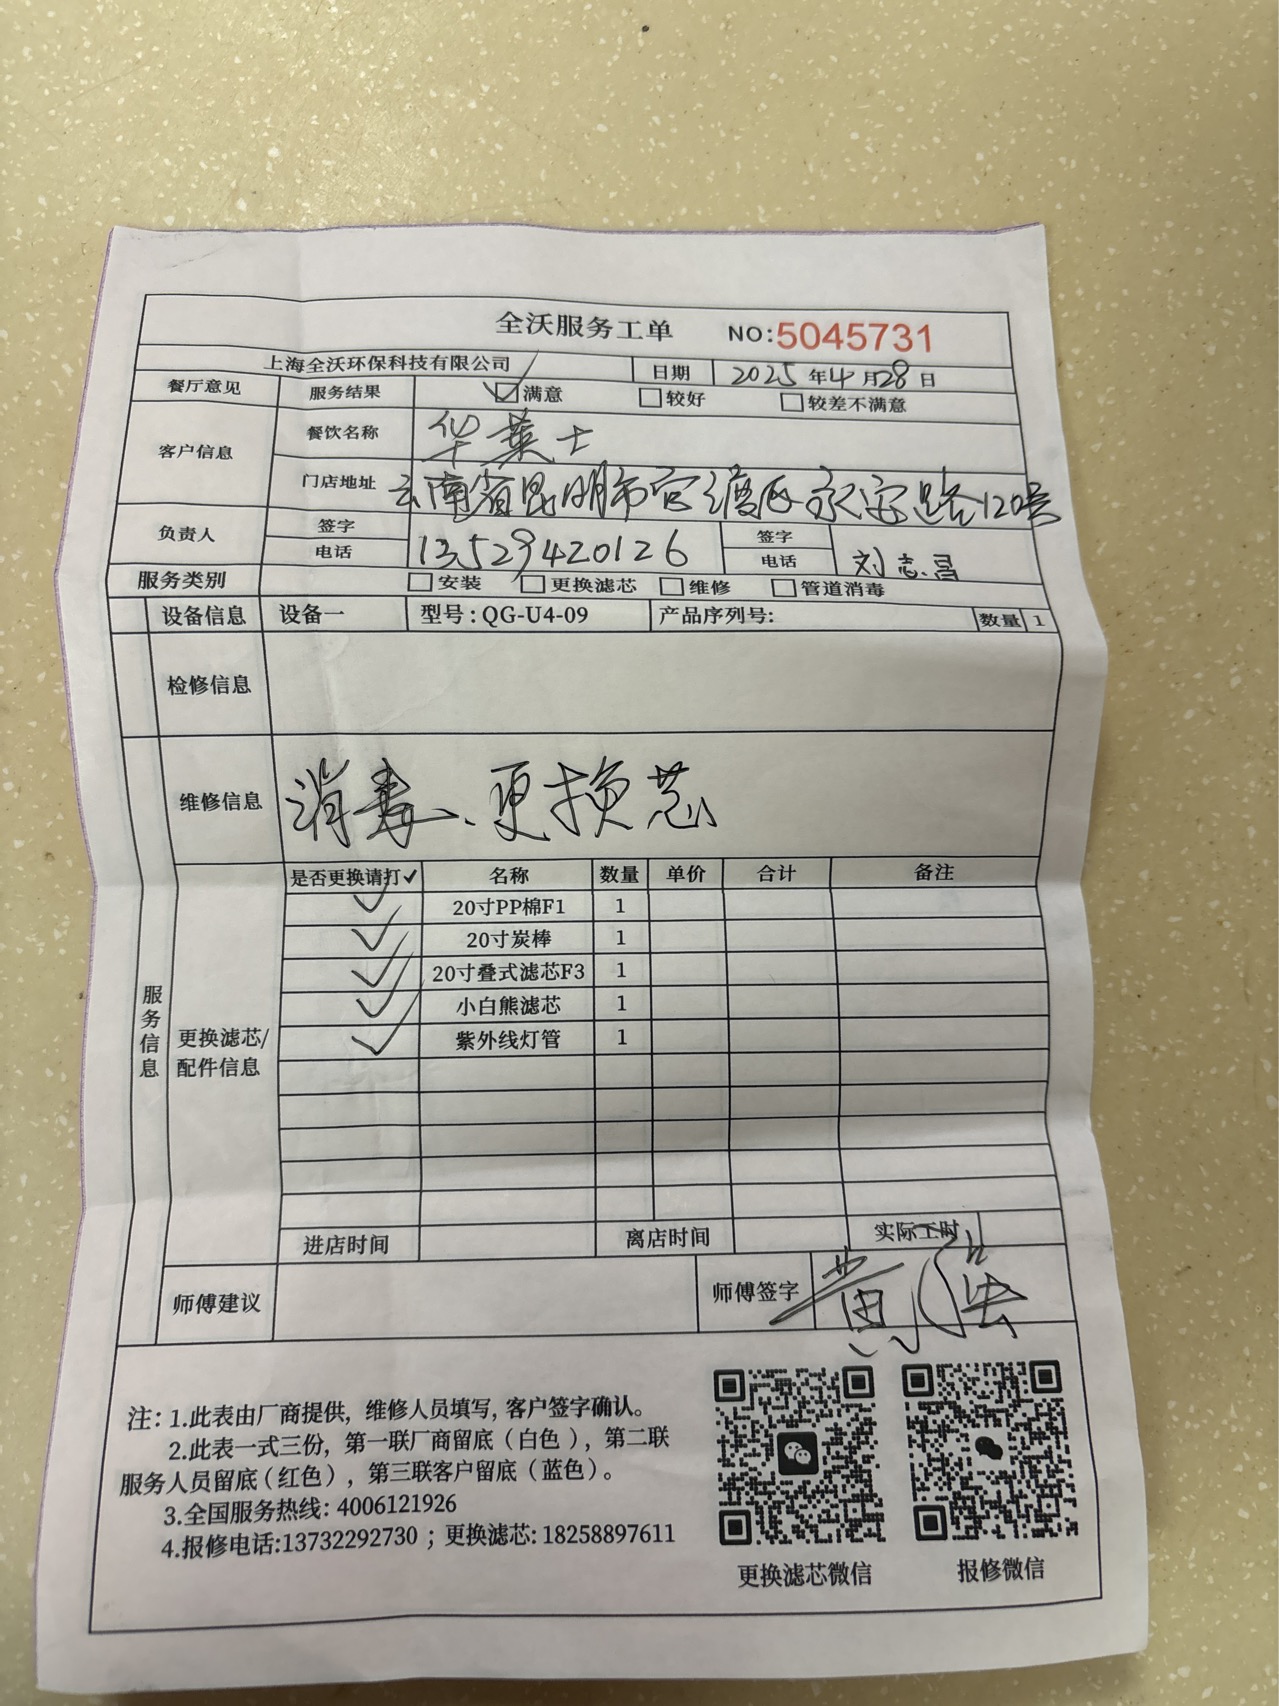 全沃服务工单 NO:5045731
上海全沃环保科技有限公司 日期 2025年4月28日
餐厅意见 服务结果 ☑满意 □较好 □较差不满意
客户信息 餐饮名称 华莱士
门店地址 云南省昆明市官渡区永定路120号
负责人 签字 签字
电话 13529420126 电话 刘志昌
服务类别 □安装 □更换滤芯 □维修 □管道消毒
设备信息 设备一 型号:QG-U4-09 产品序列号: 数量 1
检修信息
维修信息 消毒、更换芯
服务信息
更换滤芯/
配件信息
是否更换请打✓ 名称 数量 单价 合计 备注
✓ 20寸PP棉F1 1
✓ 20寸炭棒 1
✓ 20寸叠式滤芯F3 1
✓ 小白熊滤芯 1
✓ 紫外线灯管 1
进店时间 离店时间 实际工时
师傅建议 师傅签字 黄
注:1.此表由厂商提供,维修人员填写,客户签字确认。
2.此表一式三份,第一联厂商留底(白色),第二联
服务人员留底(红色),第三联客户留底(蓝色)。
3.全国服务热线:4006121926
4.报修电话:13732292730;更换滤芯:18258897611
更换滤芯微信 报修微信